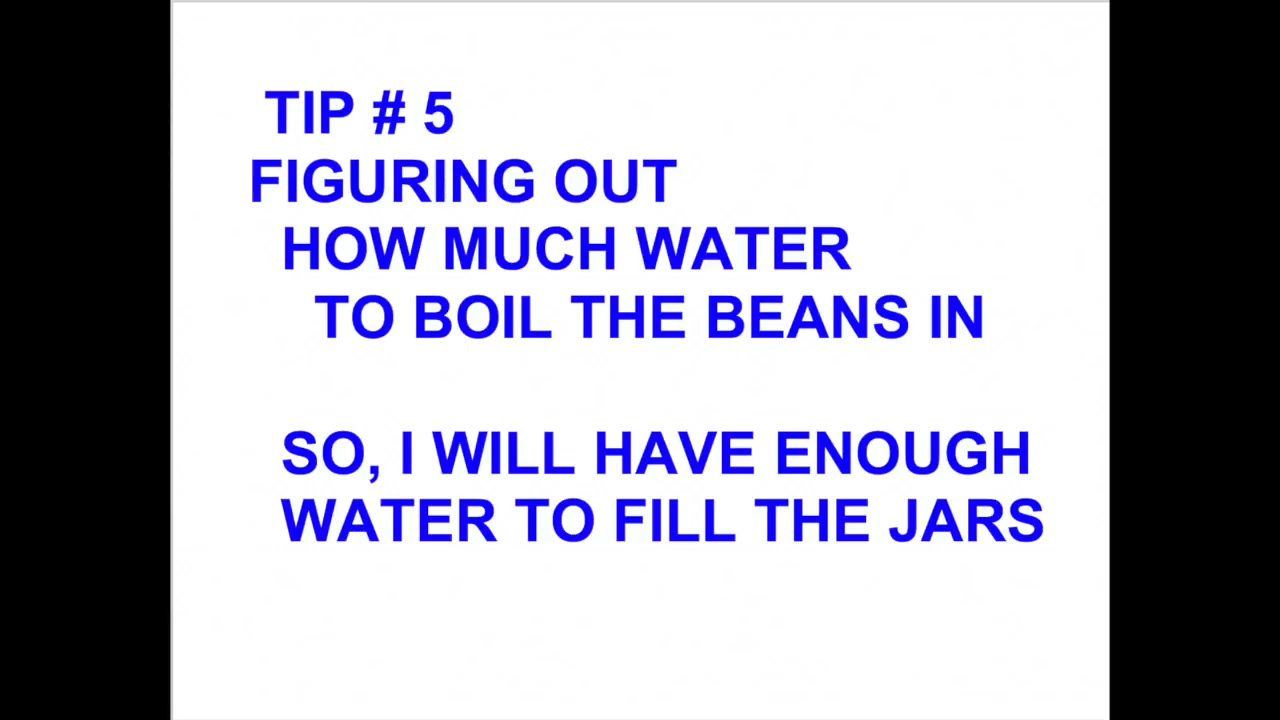 TIP # 5
FIGURING OUT
HOW MUCH WATER
TO BOIL THE BEANS IN
SO, I WILL HAVE ENOUGH
WATER TO FILL THE JARS